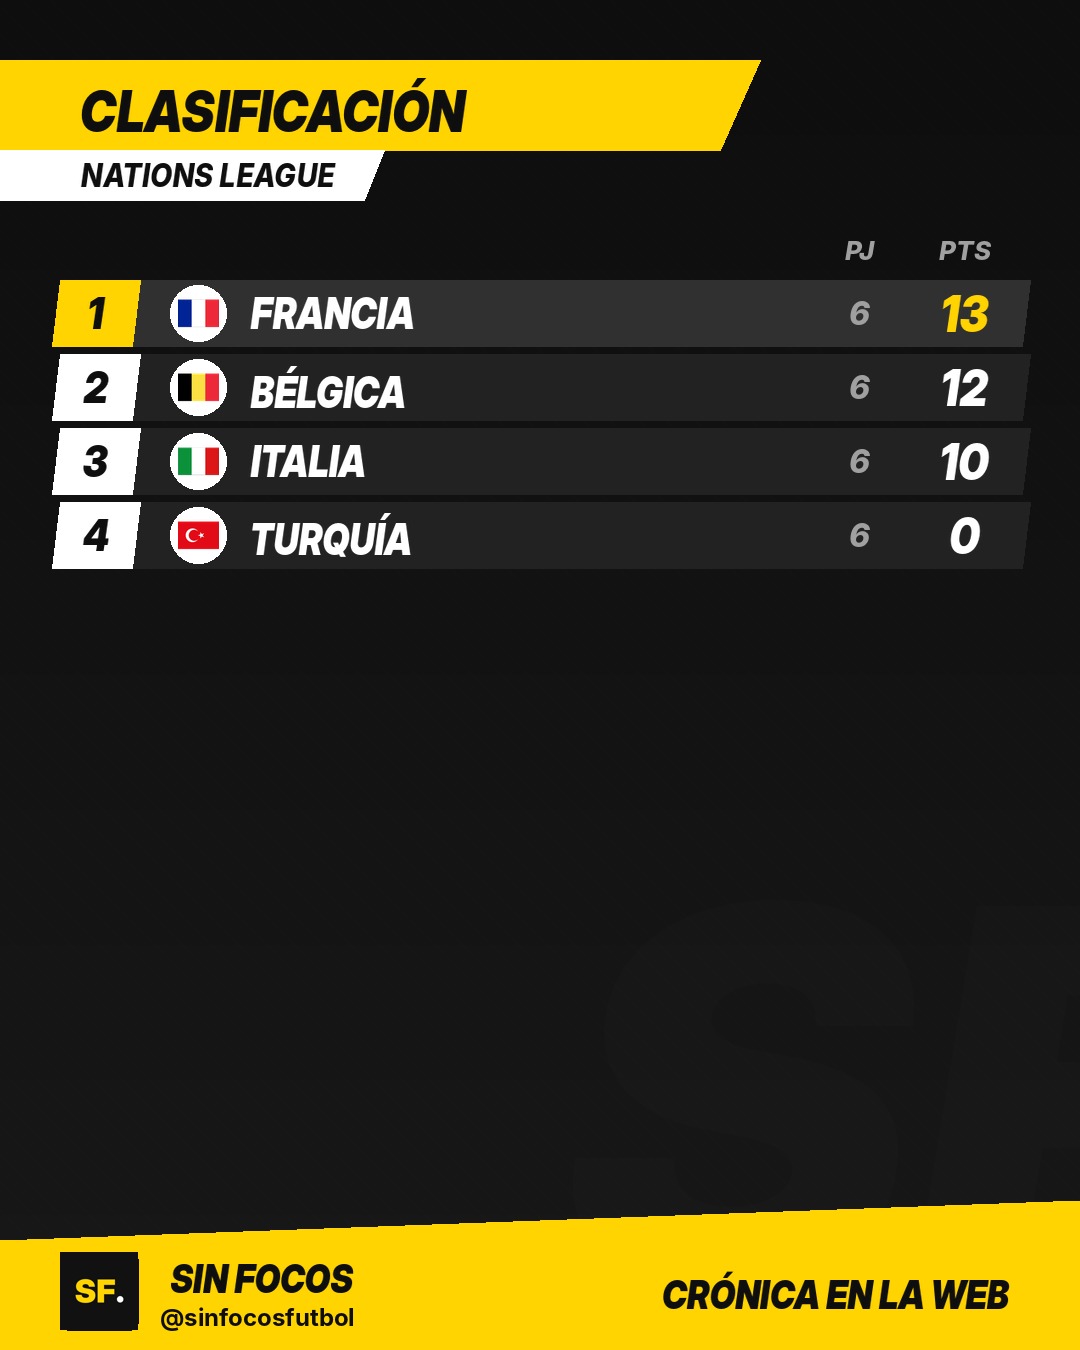 CLASIFICACIÓN
NATIONS LEAGUE
PJ PTS
1 FRANCIA 6 13
2 BÉLGICA 6 12
3 ITALIA 6 10
4 TURQUÍA 6 0
SF
SF. SIN FOCOS
@sinfocosfutbol
CRÓNICA EN LA WEB